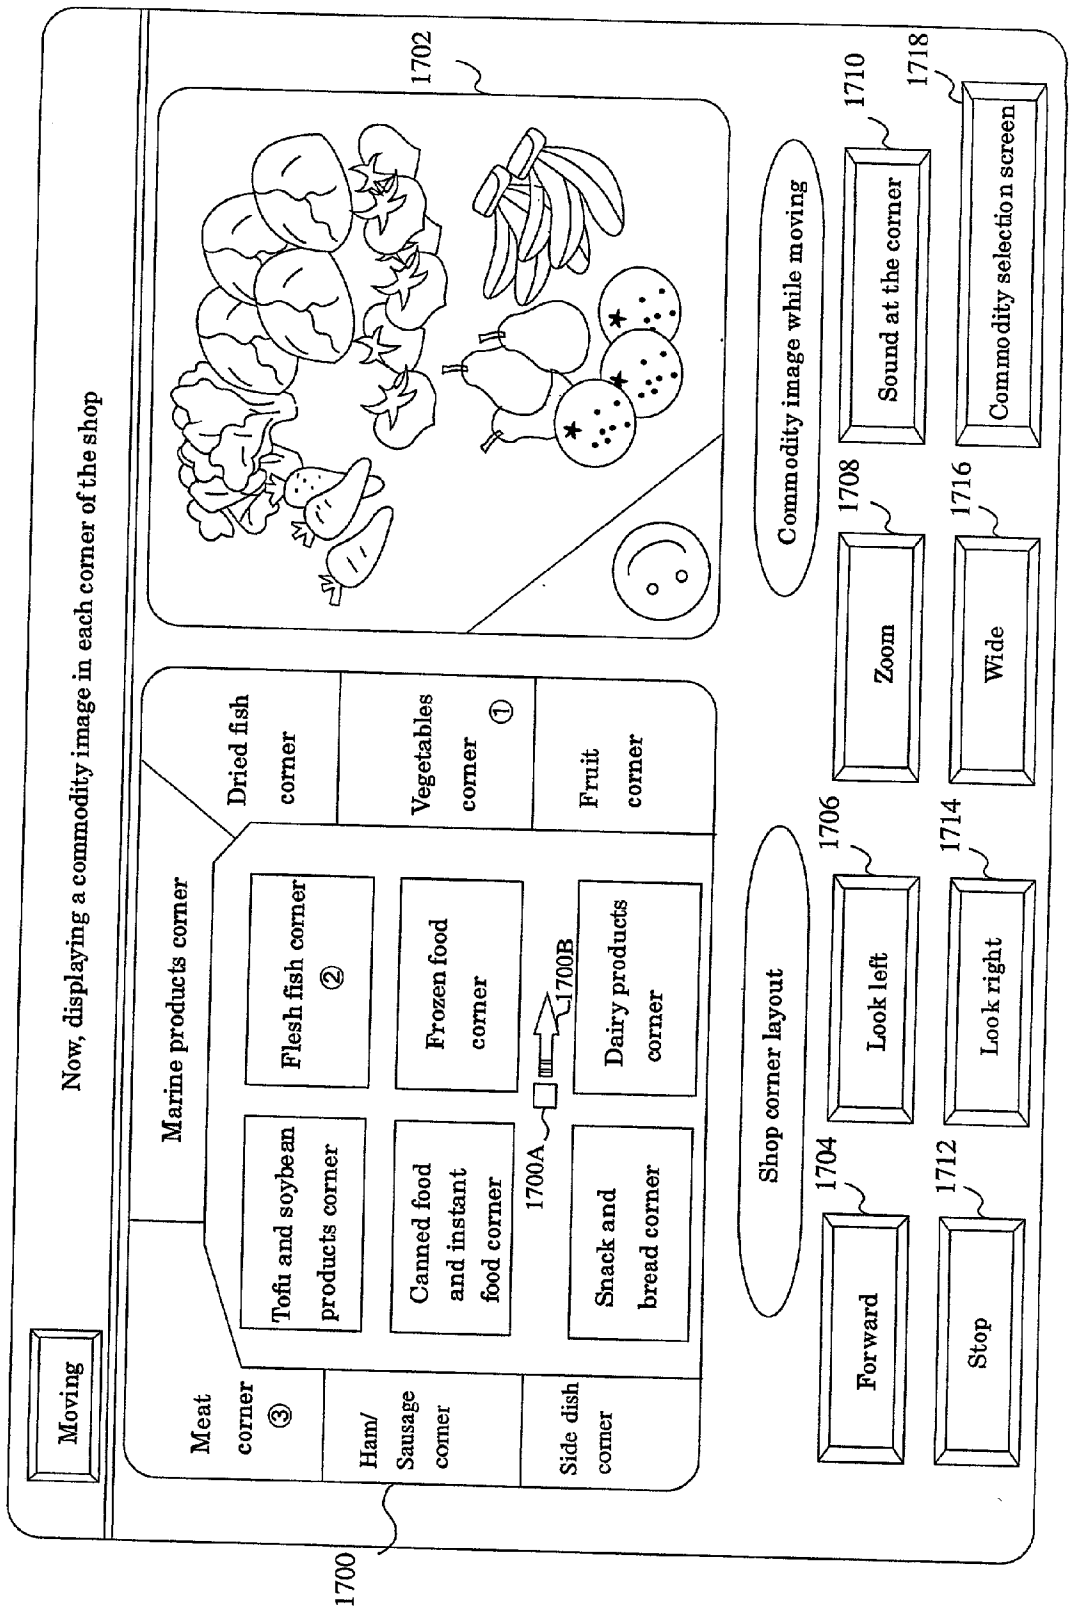 Moving
Now, displaying a commodity image in each corner of the shop
1700
1702
Meat
corner
③
Marine products corner
Dried fish
corner
Ham/
Sausage
corner
Tofu and soybean
products corner
Flesh fish corner
②
Vegetables
corner
①
Canned food
and instant
food corner
Frozen food
corner
1700A
1700B
Side dish
corner
Snack and
bread corner
Dairy products
corner
Fruit
corner
Shop corner layout
Commodity image while moving
1704
Forward
1706
Look left
1708
Zoom
1710
Sound at the corner
1712
Stop
1714
Look right
1716
Wide
1718
Commodity selection screen